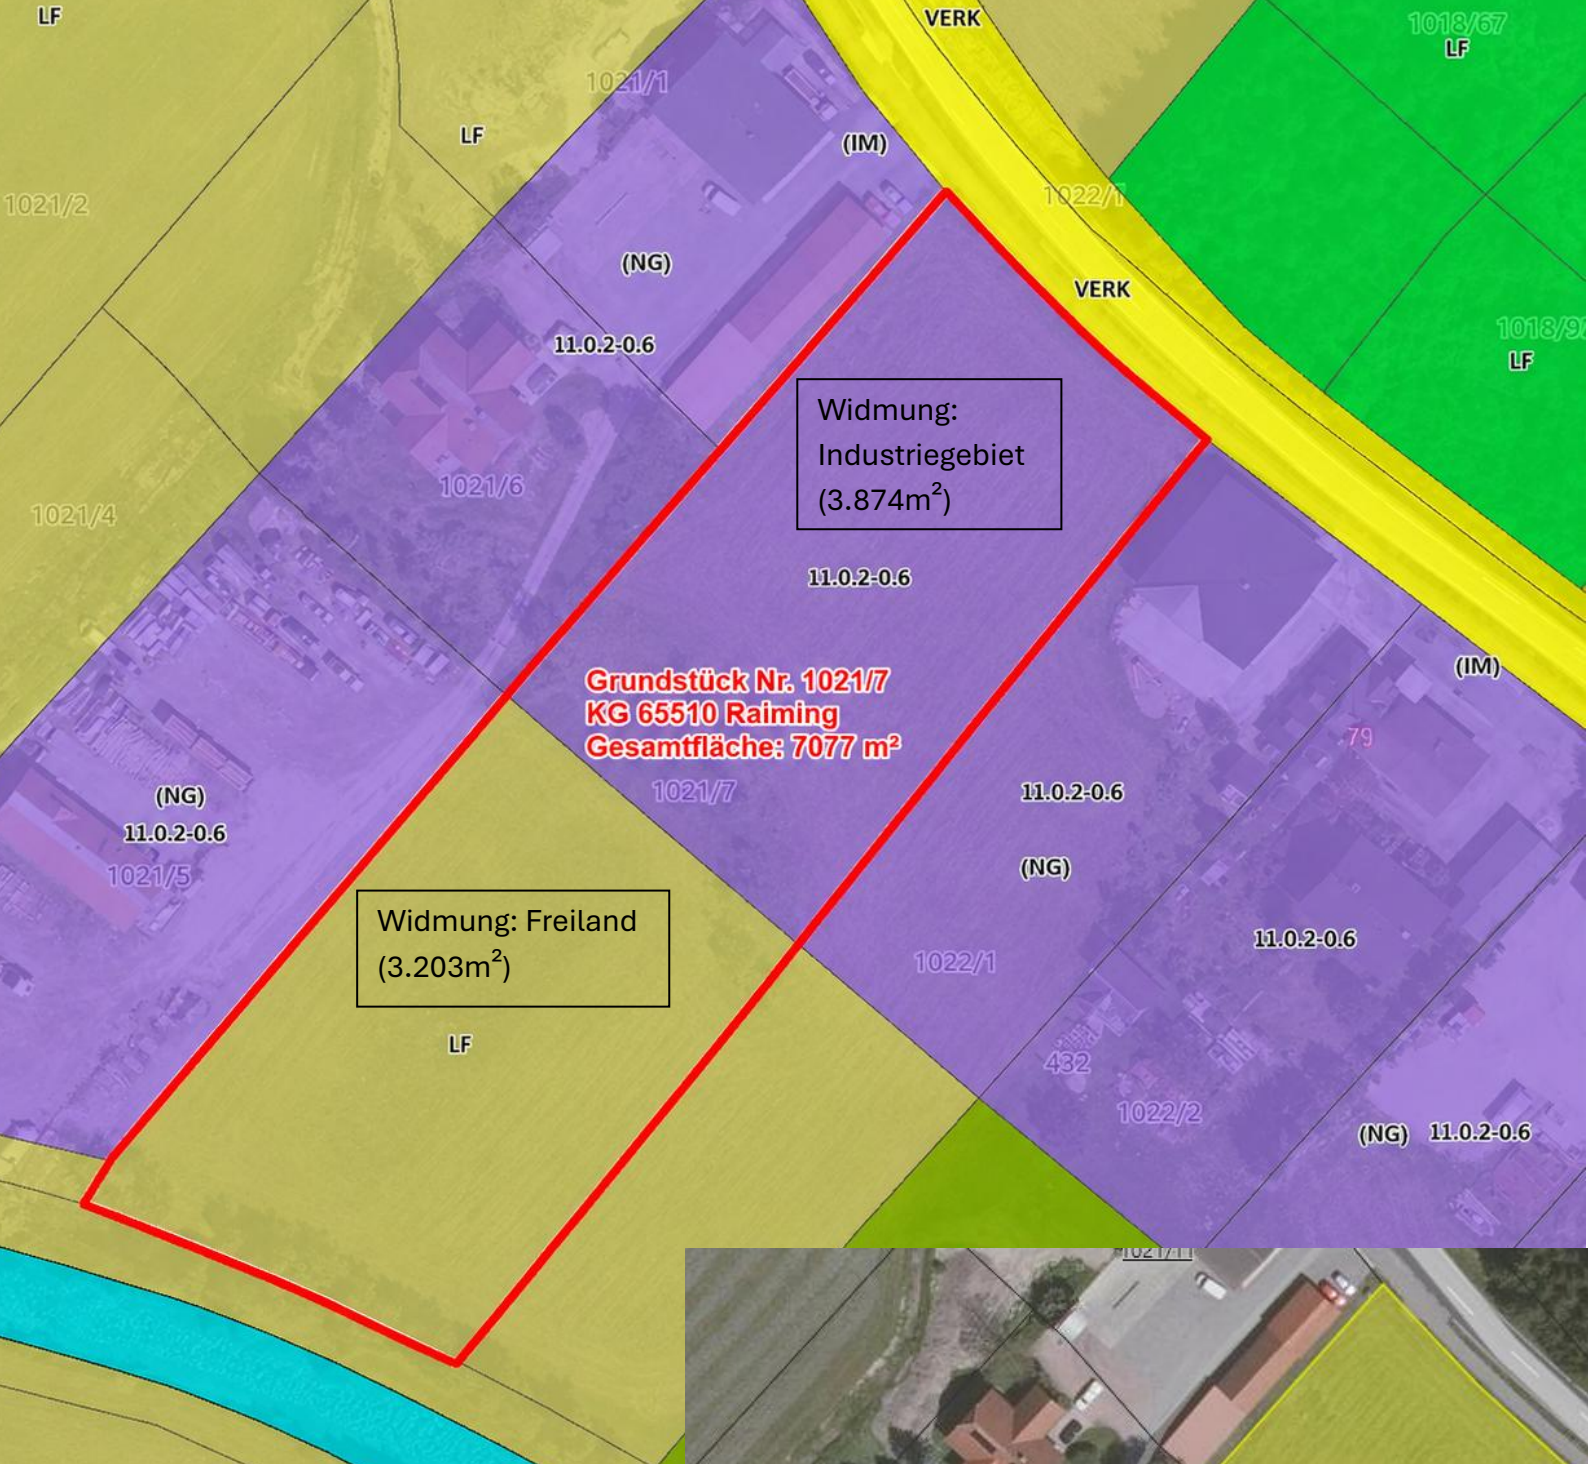 LF
VERK
1018/67
LF
1021/1
LF
(IM)
1021/2
1022/1
(NG)
VERK
1018/9
LF
11.0.2-0.6
Widmung:
Industriegebiet
(3.874m²)
1021/6
1021/4
11.0.2-0.6
(IM)
Grundstück Nr. 1021/7
KG 65510 Raiming
Gesamtfläche: 7077 m²
79
1021/7
11.0.2-0.6
(NG)
11.0.2-0.6
1021/5
(NG)
Widmung: Freiland
(3.203m²)
11.0.2-0.6
1022/1
LF
432
1022/2
(NG) 11.0.2-0.6
1021/11